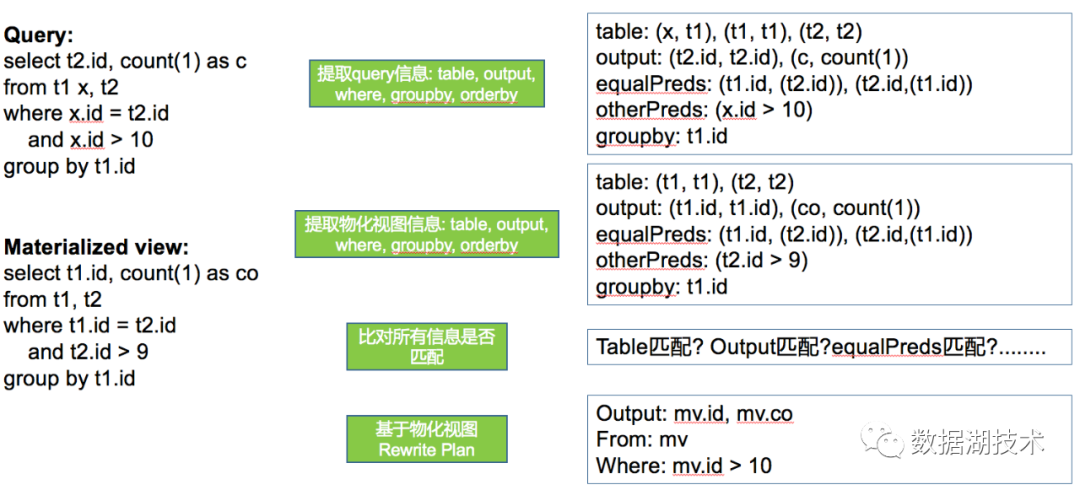 Query:
select t2.id, count(1) as c
from t1 x, t2
where x.id = t2.id
and x.id > 10
group by t1.id
Materialized view:
select t1.id, count(1) as co
from t1, t2
where t1.id = t2.id
and t2.id > 9
group by t1.id
提取query信息: table, output,
where, groupby, orderby
提取物化视图信息: table, output,
where, groupby, orderby
比对所有信息是否
匹配
基于物化视图
Rewrite Plan
table: (x, t1), (t1, t1), (t2, t2)
output: (t2.id, t2.id), (c, count(1))
equalPreds: (t1.id, (t2.id)), (t2.id,(t1.id))
otherPreds: (x.id > 10)
groupby: t1.id
table: (t1, t1), (t2, t2)
output: (t1.id, t1.id), (co, count(1))
equalPreds: (t1.id, (t2.id)), (t2.id,(t1.id))
otherPreds: (t2.id > 9)
groupby: t1.id
Table匹配? Output匹配?equalPreds匹配?........
Output: mv.id, mv.co
From: mv
Where: mv.id > 10
数据湖技术